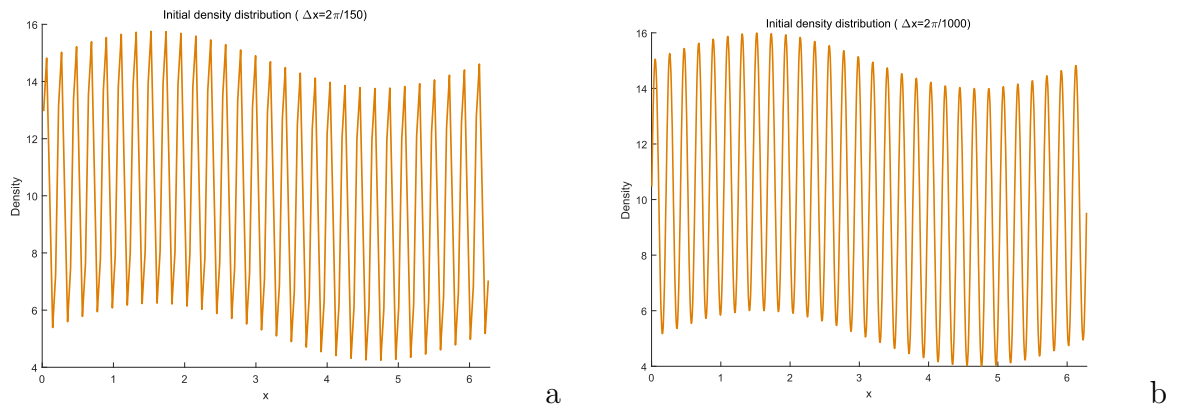 Initial density distribution ( Δx=2π/150)
16
14
12
10
8
6
4
Density
0 1 2 3 4 5 6
x
a
Initial density distribution ( Δx=2π/1000)
16
14
12
10
8
6
4
Density
0 1 2 3 4 5 6
x
b